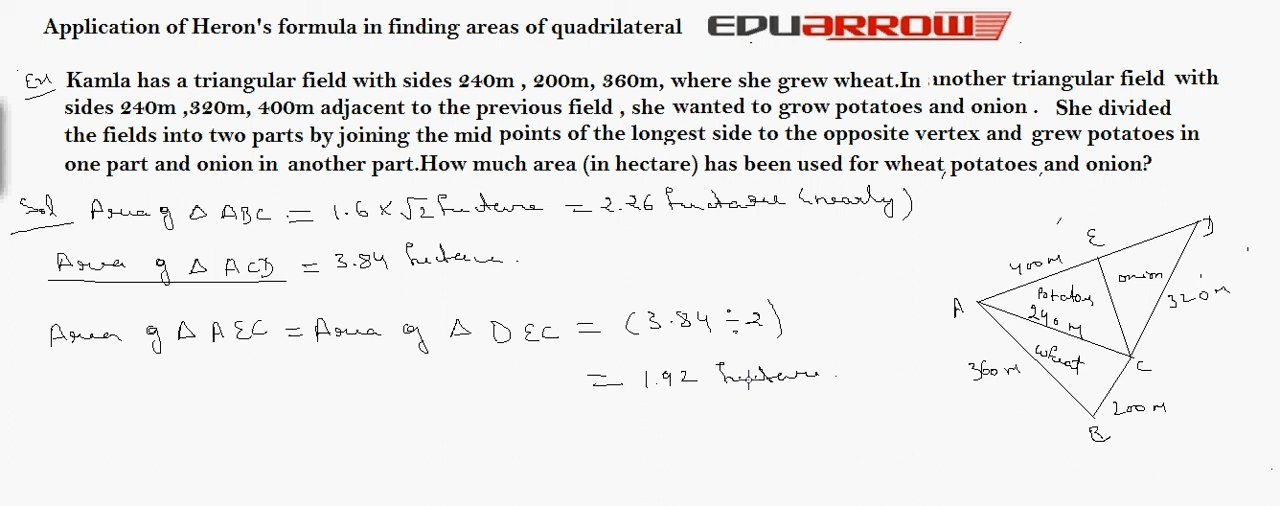 Application of Heron's formula in finding areas of quadrilateral EDUARROW
Ex Kamla has a triangular field with sides 240m , 200m, 360m, where she grew wheat.In another triangular field with
sides 240m ,320m, 400m adjacent to the previous field , she wanted to grow potatoes and onion . She divided
the fields into two parts by joining the mid points of the longest side to the opposite vertex and grew potatoes in
one part and onion in another part.How much area (in hectare) has been used for wheat, potatoes, and onion?
Sol Area of Δ ABC = 1.6 × √2 hectare = 2.26 hectare (nearly)
Area of Δ ACD = 3.84 hectare.
Area of Δ AEC = Area of Δ DEC = (3.84 ÷ 2)
= 1.92 hectare.
D
E
400m
onion
Potatoes
320m
A
240m
wheat
C
360m
200m
B